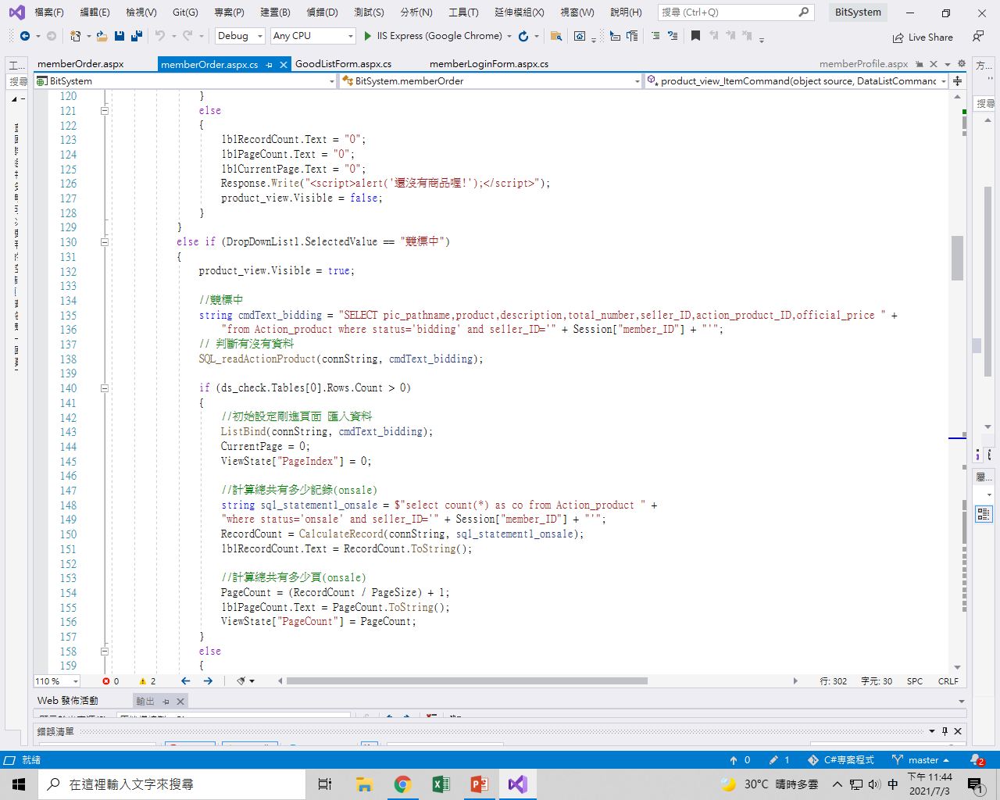 檔案(F) 編輯(E) 檢視(V) Git(G) 專案(P) 建置(B) 偵錯(D) 測試(S) 分析(N) 工具(T) 延伸模組(X) 視窗(W) 說明(H) 搜尋 (Ctrl+Q) BitSystem
Debug Any CPU IIS Express (Google Chrome) Live Share
工... memberOrder.aspx memberOrder.aspx.cs GoodListForm.aspx.cs memberLoginForm.aspx.cs memberProfile.aspx 方...
搜尋 BitSystem BitSystem.memberOrder product_view_ItemCommand(object source, DataListCommanc
搜尋
120 }
121 else
122 {
123 lblRecordCount.Text = "0";
124 lblPageCount.Text = "0";
125 lblCurrentPage.Text = "0";
126 Response.Write("<script>alert('還沒有商品喔!');</script>");
127 product_view.Visible = false;
128 }
129 }
130 else if (DropDownList1.SelectedValue == "競標中")
131 {
132 product_view.Visible = true;
133
134 //競標中
135 string cmdText_bidding = "SELECT pic_pathname,product,description,total_number,seller_ID,action_product_ID,official_price " +
136 "from Action_product where status='bidding' and seller_ID='" + Session["member_ID"] + "'";
137 // 判斷有沒有資料
138 SQL_readActionProduct(connString, cmdText_bidding);
139
140 if (ds_check.Tables[0].Rows.Count > 0)
141 {
142 //初始設定剛進頁面 匯入資料
143 ListBind(connString, cmdText_bidding);
144 CurrentPage = 0;
145 ViewState["PageIndex"] = 0;
146
147 //計算總共有多少記錄(onsale)
148 string sql_statement1_onsale = $"select count(*) as co from Action_product " +
149 "where status='onsale' and seller_ID='" + Session["member_ID"] + "'";
150 RecordCount = CalculateRecord(connString, sql_statement1_onsale);
151 lblRecordCount.Text = RecordCount.ToString();
152
153 //計算總共有多少頁(onsale)
154 PageCount = (RecordCount / PageSize) + 1;
155 lblPageCount.Text = PageCount.ToString();
156 ViewState["PageCount"] = PageCount;
157 }
158 else
159 {
屬...
110 % 0 2 行: 302 字元: 30 SPC CRLF
Web 發佈活動 輸出
錯誤清單
就緒 0 1 C#專案程式 master 2
在這裡輸入文字來搜尋 30°C 晴時多雲 中 下午 11:44
2021/7/3 1